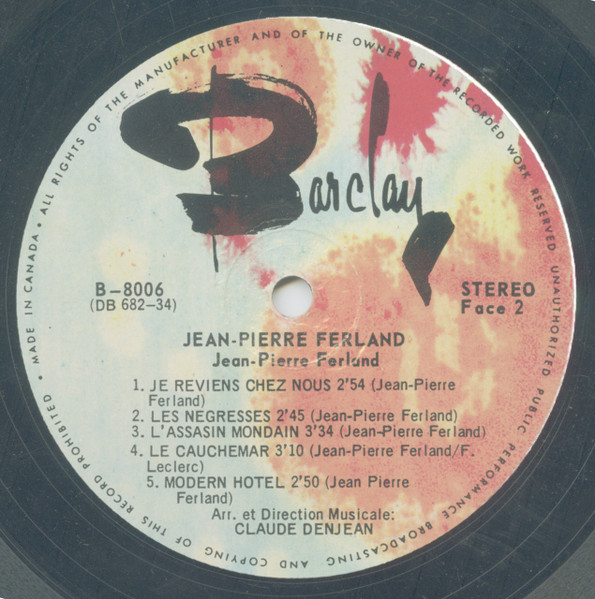 Barclay
B-8006
(DB 682-34)
STEREO
Face 2
JEAN-PIERRE FERLAND
Jean-Pierre Ferland
1. JE REVIENS CHEZ NOUS 2'54 (Jean-Pierre
Ferland)
2. LES NEGRESSES 2'45 (Jean-Pierre Ferland)
3. L'ASSASIN MONDAIN 3'34 (Jean-Pierre Ferland)
4. LE CAUCHEMAR 3'10 (Jean-Pierre Ferland/F.
Leclerc)
5. MODERN HOTEL 2'50 (Jean Pierre
Ferland)
Arr. et Direction Musicale:
CLAUDE DENJEAN
• MADE IN CANADA • ALL RIGHTS OF THE MANUFACTURER AND OF THE OWNER OF THE RECORDED WORK RESERVED UNAUTHORIZED PUBLIC PERFORMANCE BROADCASTING AND COPYING OF THIS RECORD PROHIBITED